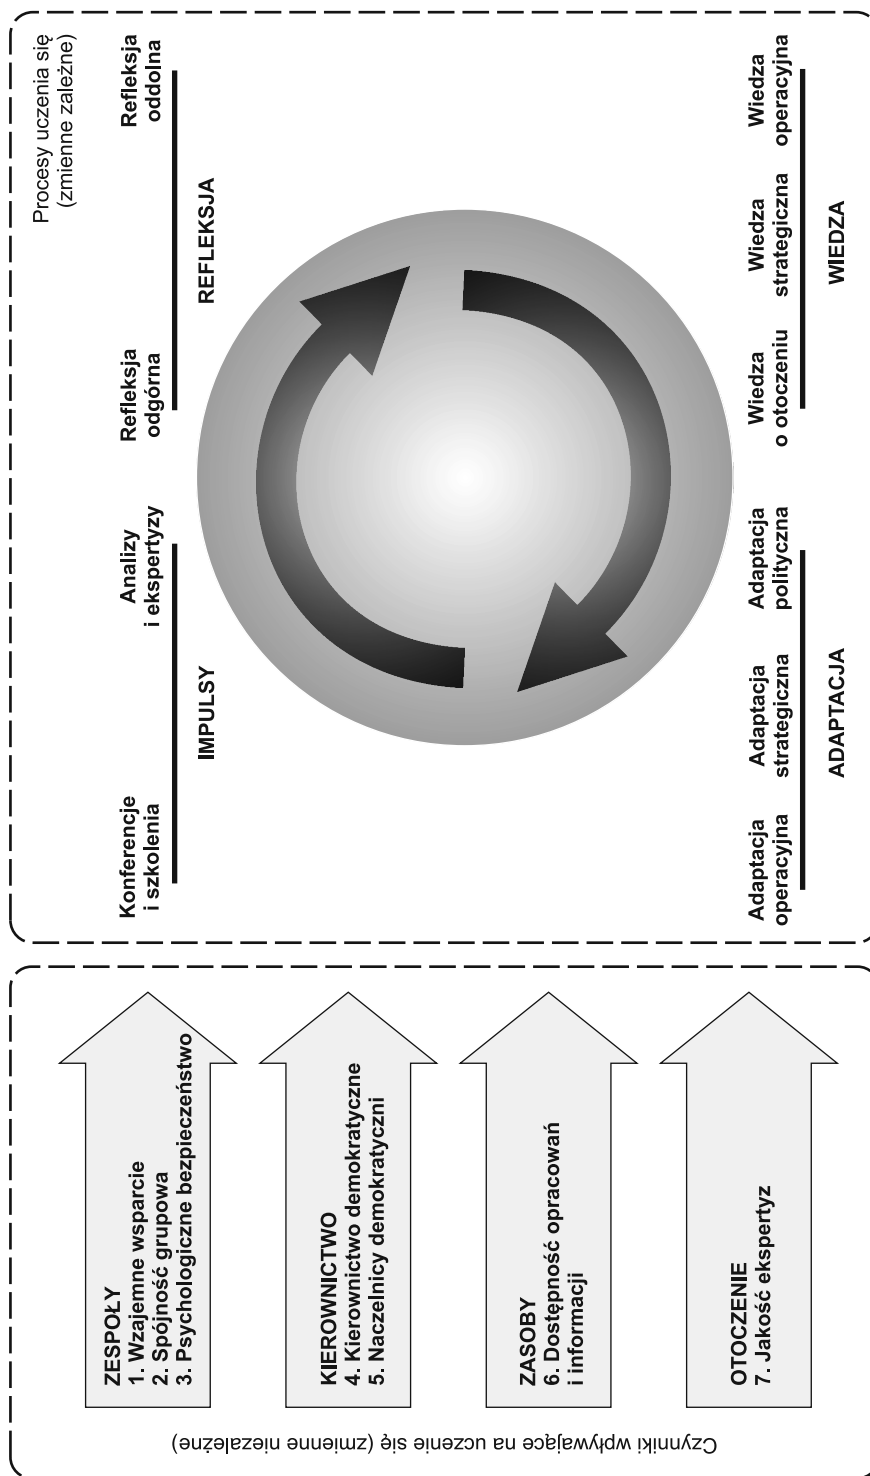 Czynniki wpływające na uczenie się (zmienne niezależne)
ZESPOŁY
1. Wzajemne wsparcie
2. Spójność grupowa
3. Psychologiczne bezpieczeństwo
KIEROWNICTWO
4. Kierownictwo demokratyczne
5. Naczelnicy demokratyczni
ZASOBY
6. Dostępność opracowań
i informacji
OTOCZENIE
7. Jakość ekspertyz
Procesy uczenia się
(zmienne zależne)
Konferencje
i szkolenia
Analizy
i ekspertyzy
IMPULSY
Refleksja
odgórna
Refleksja
oddolna
REFLEKSJA
Adaptacja
operacyjna
Adaptacja
strategiczna
Adaptacja
polityczna
ADAPTACJA
Wiedza
o otoczeniu
Wiedza
strategiczna
Wiedza
operacyjna
WIEDZA